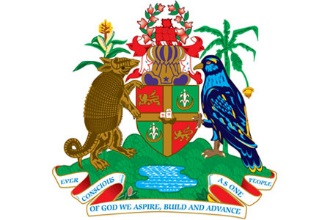 EVER CONSCIOUS
OF GOD WE ASPIRE, BUILD AND ADVANCE
AS ONE PEOPLE